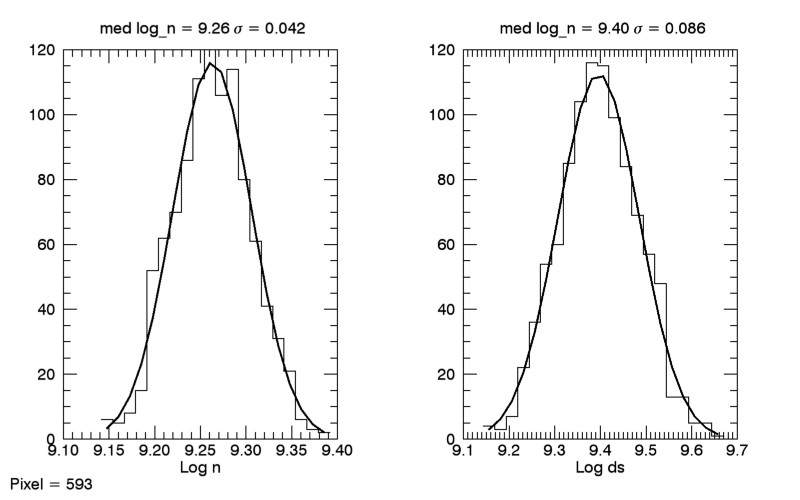 med log_n = 9.26 σ = 0.042
120
100
80
60
40
20
0
9.10 9.15 9.20 9.25 9.30 9.35 9.40
Log n
med log_n = 9.40 σ = 0.086
120
100
80
60
40
20
0
9.1 9.2 9.3 9.4 9.5 9.6 9.7
Log ds
Pixel = 593